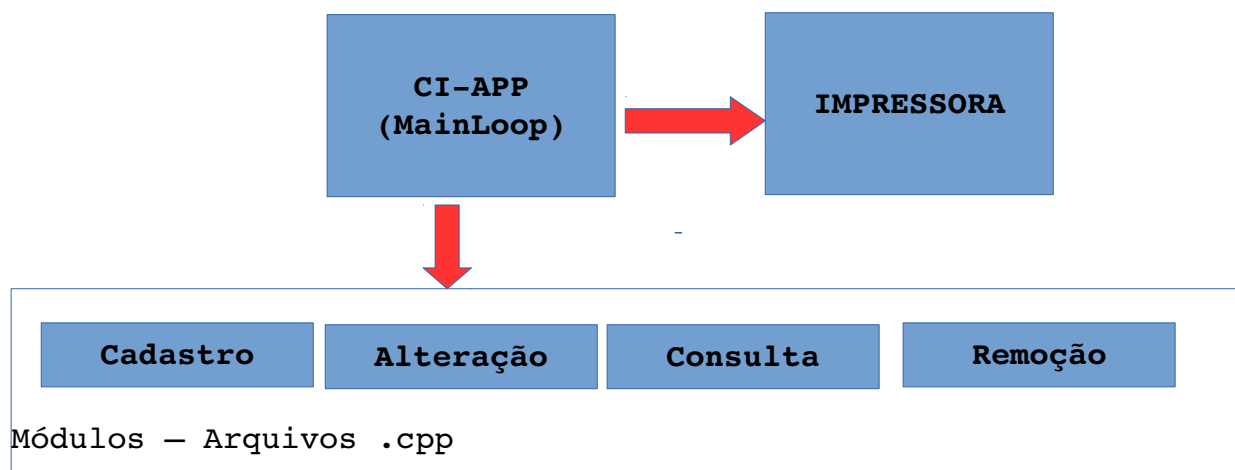 CI-APP
(MainLoop)
IMPRESSORA
Cadastro
Alteração
Consulta
Remoção
Módulos – Arquivos .cpp